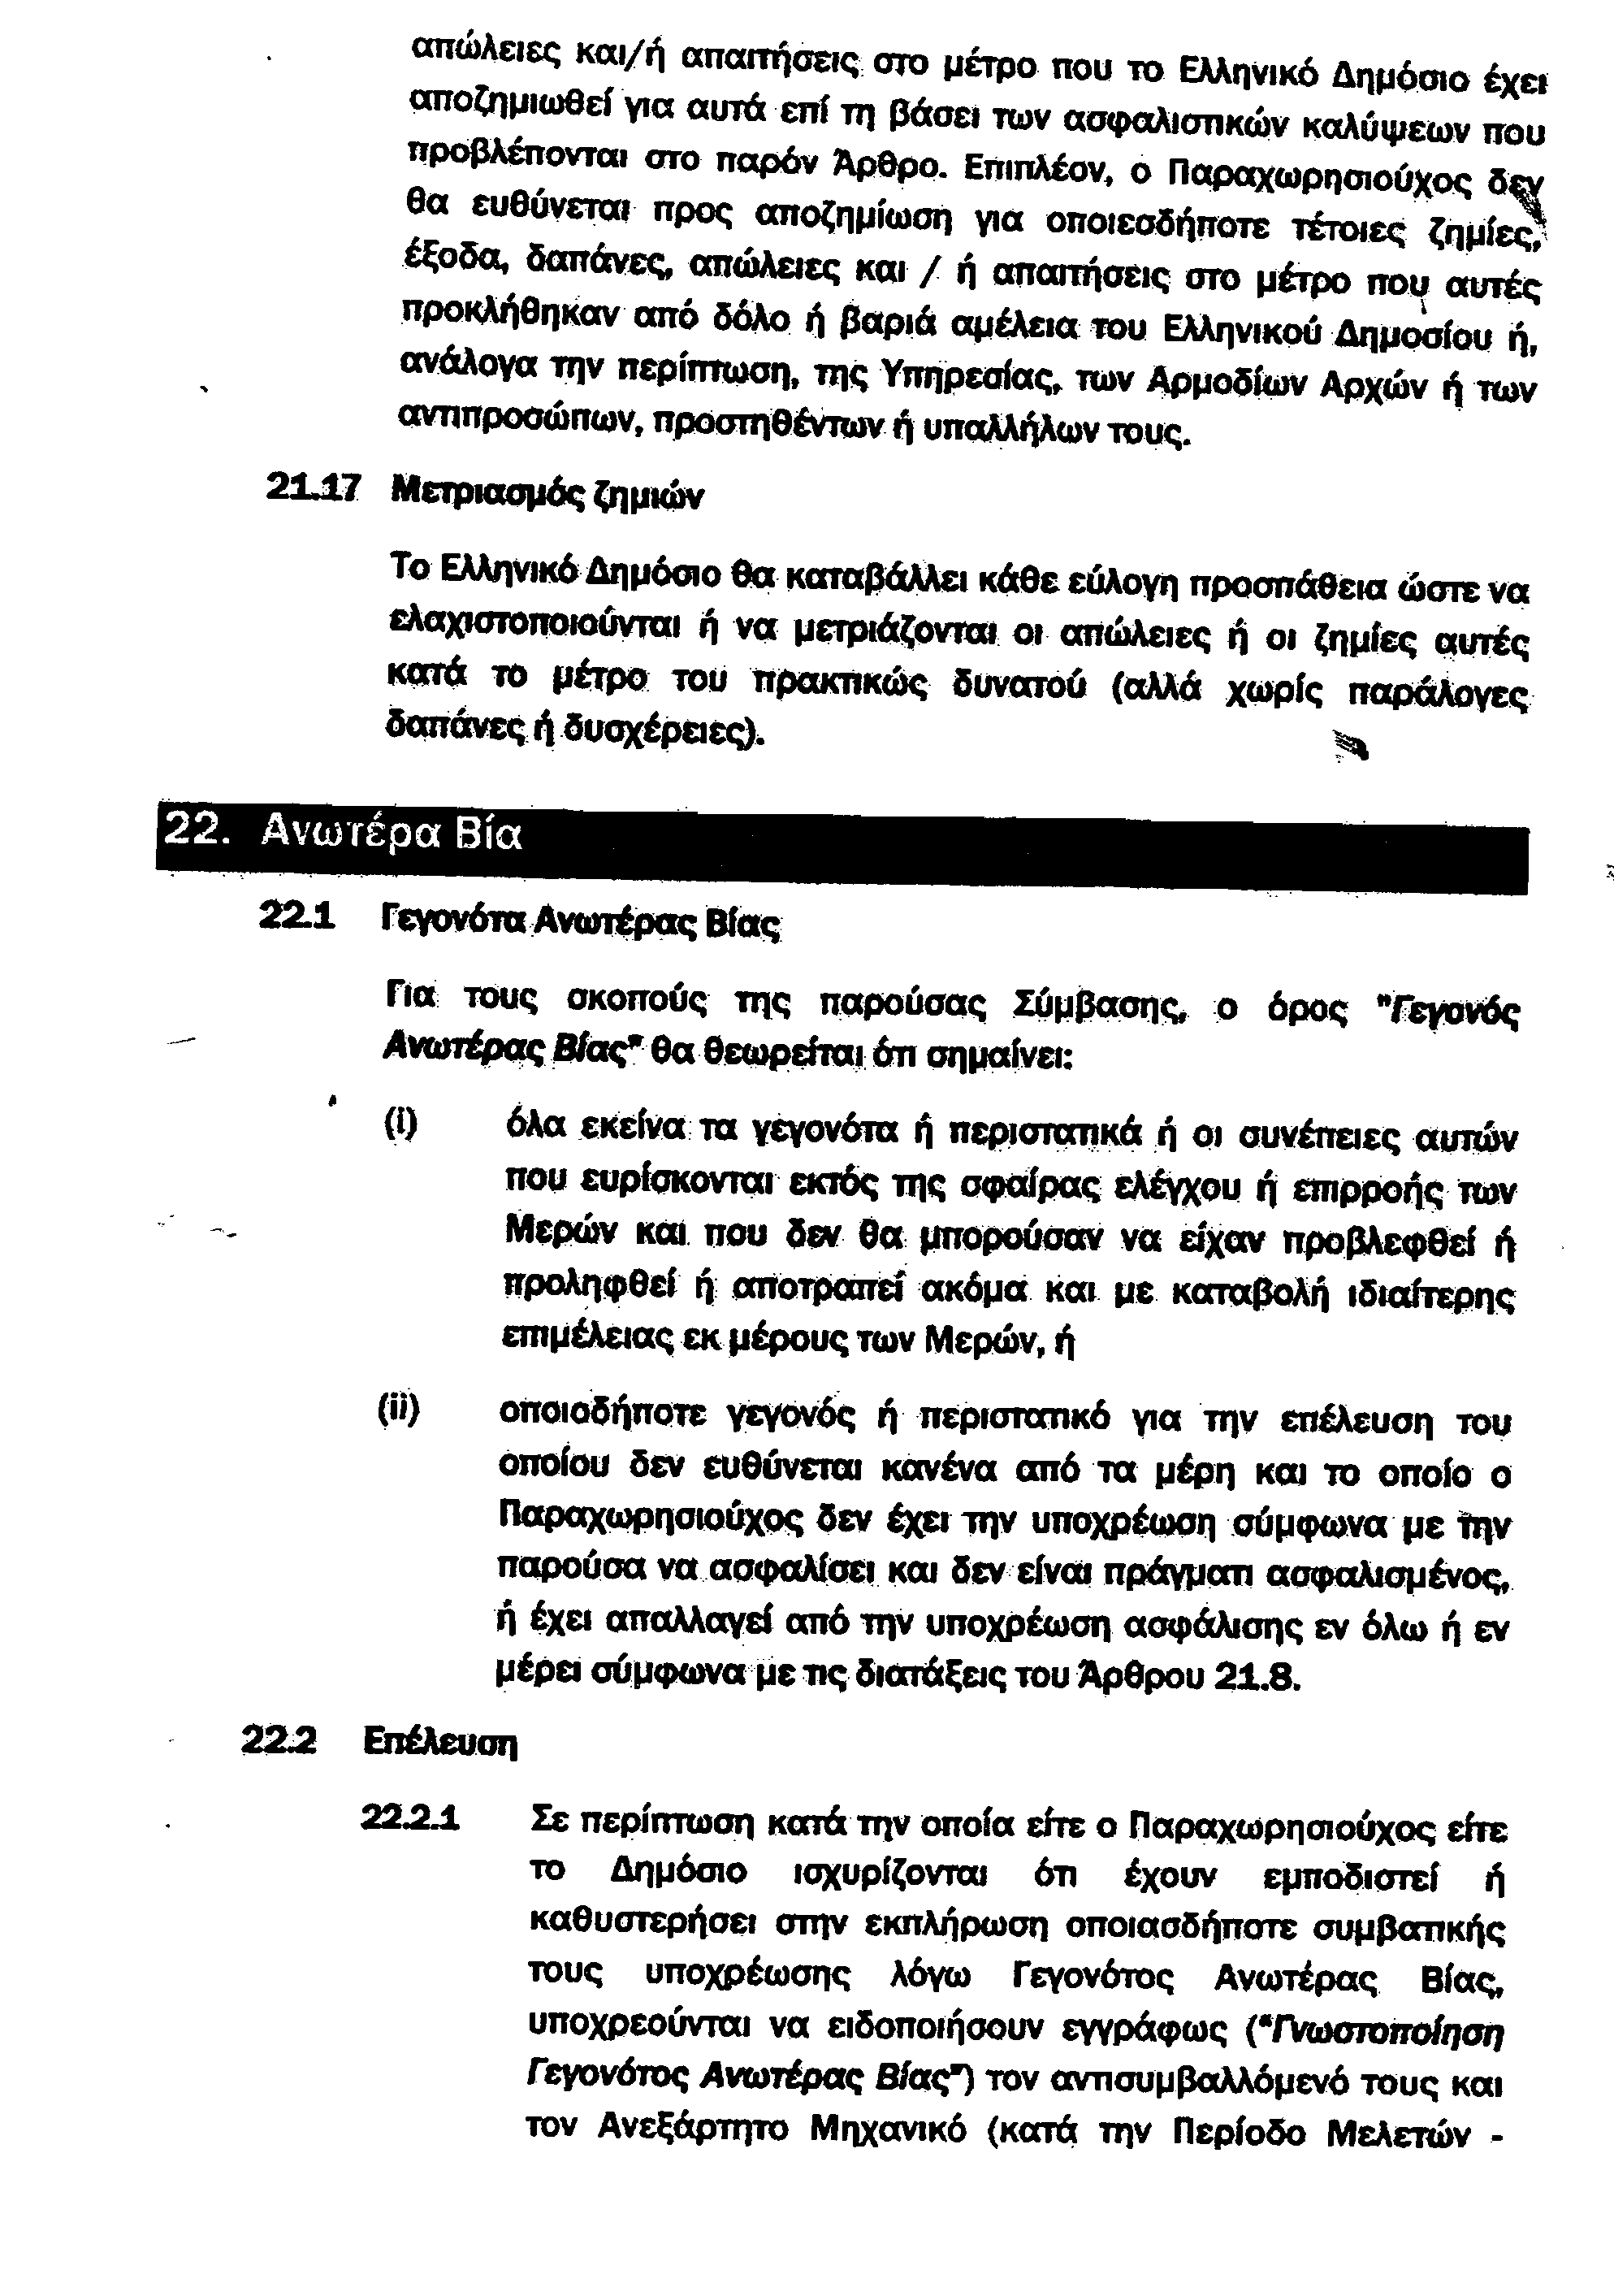 απώλειες και/ή απαιτήσεις στο μέτρο που το Ελληνικό Δημόσιο έχει
αποζημιωθεί για αυτά επί τη βάσει των ασφαλιστικών καλύψεων που
προβλέπονται στο παρόν Άρθρο. Επιπλέον, ο Παραχωρησιούχος δεν
θα ευθύνεται προς αποζημίωση για οποιεσδήποτε τέτοιες ζημίες,
έξοδα, δαπάνες, απώλειες και / ή απαιτήσεις στο μέτρο που αυτές
προκλήθηκαν από δόλο ή βαριά αμέλεια του Ελληνικού Δημοσίου ή,
ανάλογα την περίπτωση, της Υπηρεσίας, των Αρμοδίων Αρχών ή των
αντιπροσώπων, προστηθέντων ή υπαλλήλων τους.
21.17 Μετριασμός ζημιών
Το Ελληνικό Δημόσιο θα καταβάλλει κάθε εύλογη προσπάθεια ώστε να
ελαχιστοποιούνται ή να μετριάζονται οι απώλειες ή οι ζημίες αυτές
κατά το μέτρο του πρακτικώς δυνατού (αλλά χωρίς παράλογες
δαπάνες ή δυσχέρειες).
22. Ανωτέρα Βία
22.1 Γεγονότα Ανωτέρας Βίας
Για τους σκοπούς της παρούσας Σύμβασης, ο όρος "Γεγονός
Ανωτέρας Βίας" θα θεωρείται ότι σημαίνει:
(i) όλα εκείνα τα γεγονότα ή περιστατικά ή οι συνέπειες αυτών
που ευρίσκονται εκτός της σφαίρας ελέγχου ή επιρροής των
Μερών και που δεν θα μπορούσαν να είχαν προβλεφθεί ή
προληφθεί ή αποτραπεί ακόμα και με καταβολή ιδιαίτερης
επιμέλειας εκ μέρους των Μερών, ή
(ii) οποιοδήποτε γεγονός ή περιστατικό για την επέλευση του
οποίου δεν ευθύνεται κανένα από τα μέρη και το οποίο ο
Παραχωρησιούχος δεν έχει την υποχρέωση σύμφωνα με την
παρούσα να ασφαλίσει και δεν είναι πράγματι ασφαλισμένος,
ή έχει απαλλαγεί από την υποχρέωση ασφάλισης εν όλω ή εν
μέρει σύμφωνα με τις διατάξεις του Άρθρου 21.8.
22.2 Επέλευση
22.2.1 Σε περίπτωση κατά την οποία είτε ο Παραχωρησιούχος είτε
το Δημόσιο ισχυρίζονται ότι έχουν εμποδιστεί ή
καθυστερήσει στην εκπλήρωση οποιασδήποτε συμβατικής
τους υποχρέωσης λόγω Γεγονότος Ανωτέρας Βίας,
υποχρεούνται να ειδοποιήσουν εγγράφως ("Γνωστοποίηση
Γεγονότος Ανωτέρας Βίας") τον αντισυμβαλλόμενό τους και
τον Ανεξάρτητο Μηχανικό (κατά την Περίοδο Μελετών -